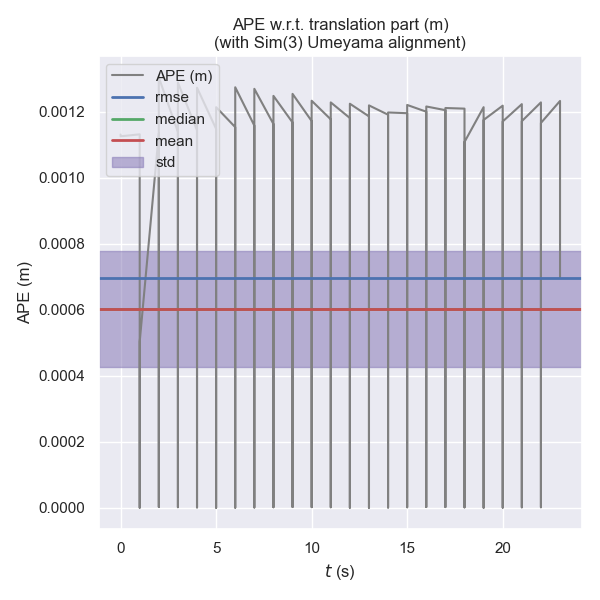 APE w.r.t. translation part (m)
(with Sim(3) Umeyama alignment)
APE (m)
rmse
median
mean
std
0.0012
0.0010
0.0008
0.0006
0.0004
0.0002
0.0000
APE (m)
0 5 10 15 20
t (s)